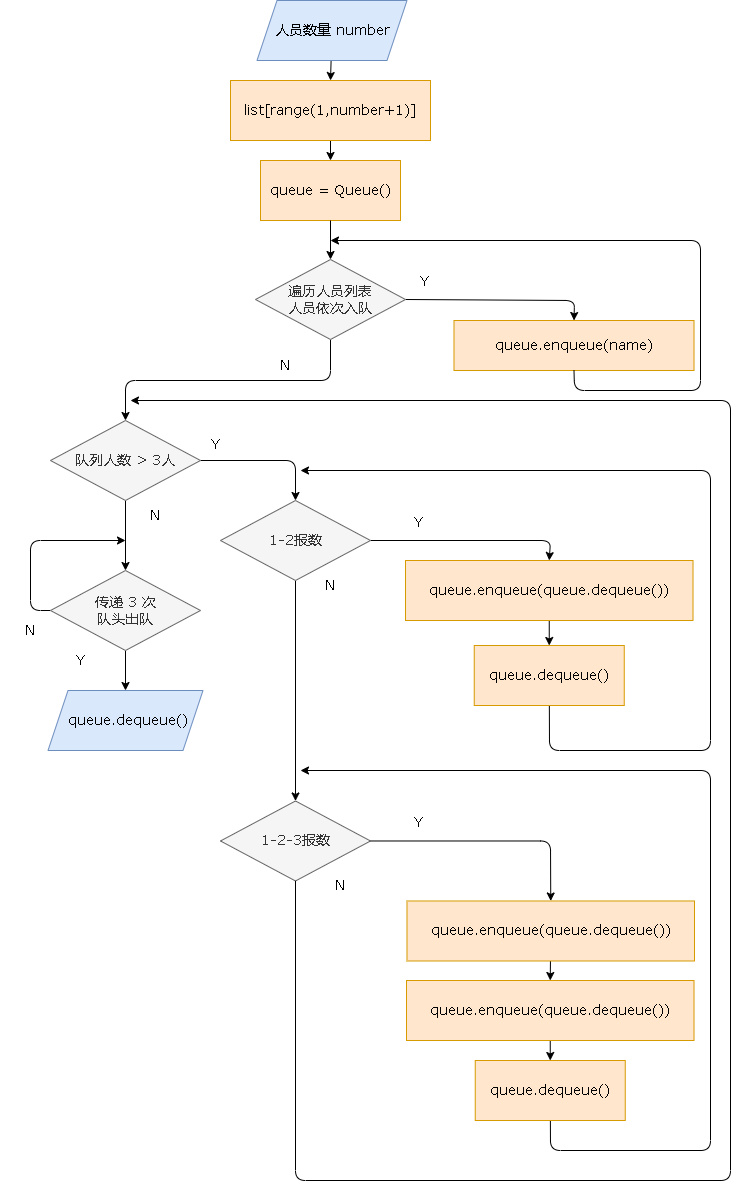 人员数量 number
list[range(1,number+1)]
queue = Queue()
遍历人员列表
人员依次入队
Y
queue.enqueue(name)
N
队列人数 > 3人
Y
N
1-2报数
Y
N
queue.enqueue(queue.dequeue())
queue.dequeue()
传递 3 次
队头出队
N
Y
queue.dequeue()
1-2-3报数
Y
N
queue.enqueue(queue.dequeue())
queue.enqueue(queue.dequeue())
queue.dequeue()